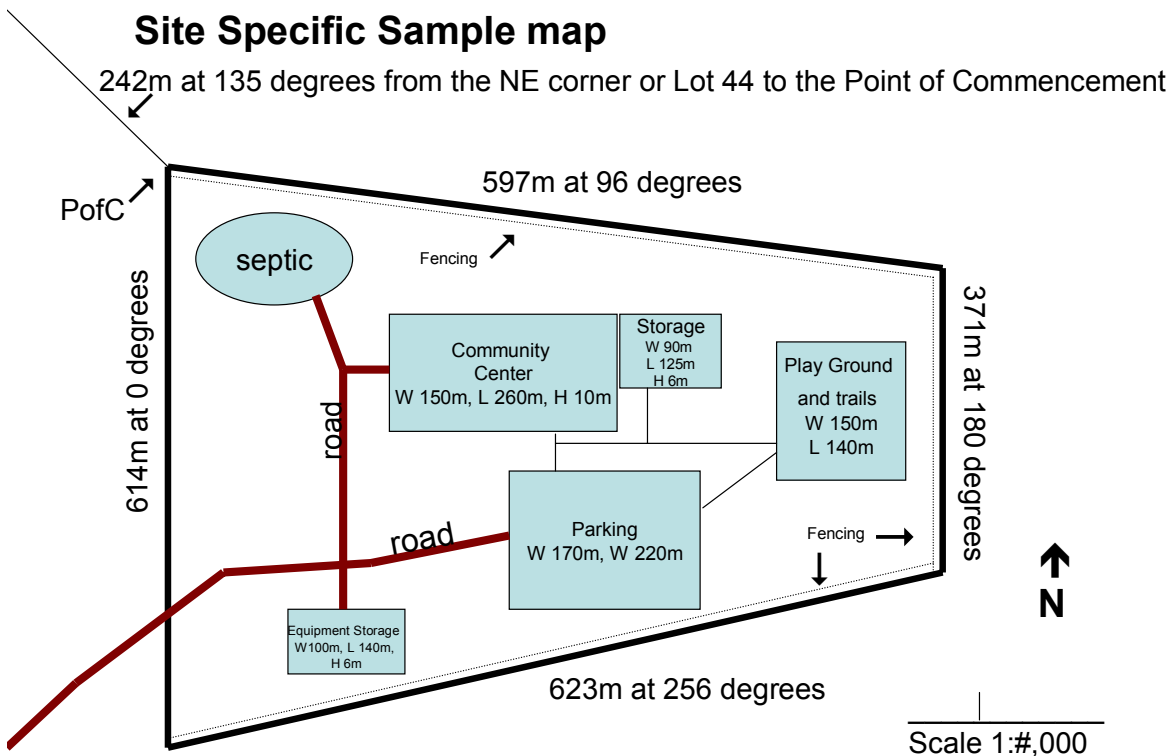 Site Specific Sample map
242m at 135 degrees from the NE corner or Lot 44 to the Point of Commencement
PofC
597m at 96 degrees
septic
Fencing
614m at 0 degrees
road
Community
Center
W 150m, L 260m, H 10m
Storage
W 90m
L 125m
H 6m
Play Ground
and trails
W 150m
L 140m
371m at 180 degrees
road
Parking
W 170m, W 220m
Fencing
Equipment Storage
W100m, L 140m,
H 6m
623m at 256 degrees
N
Scale 1:#,000